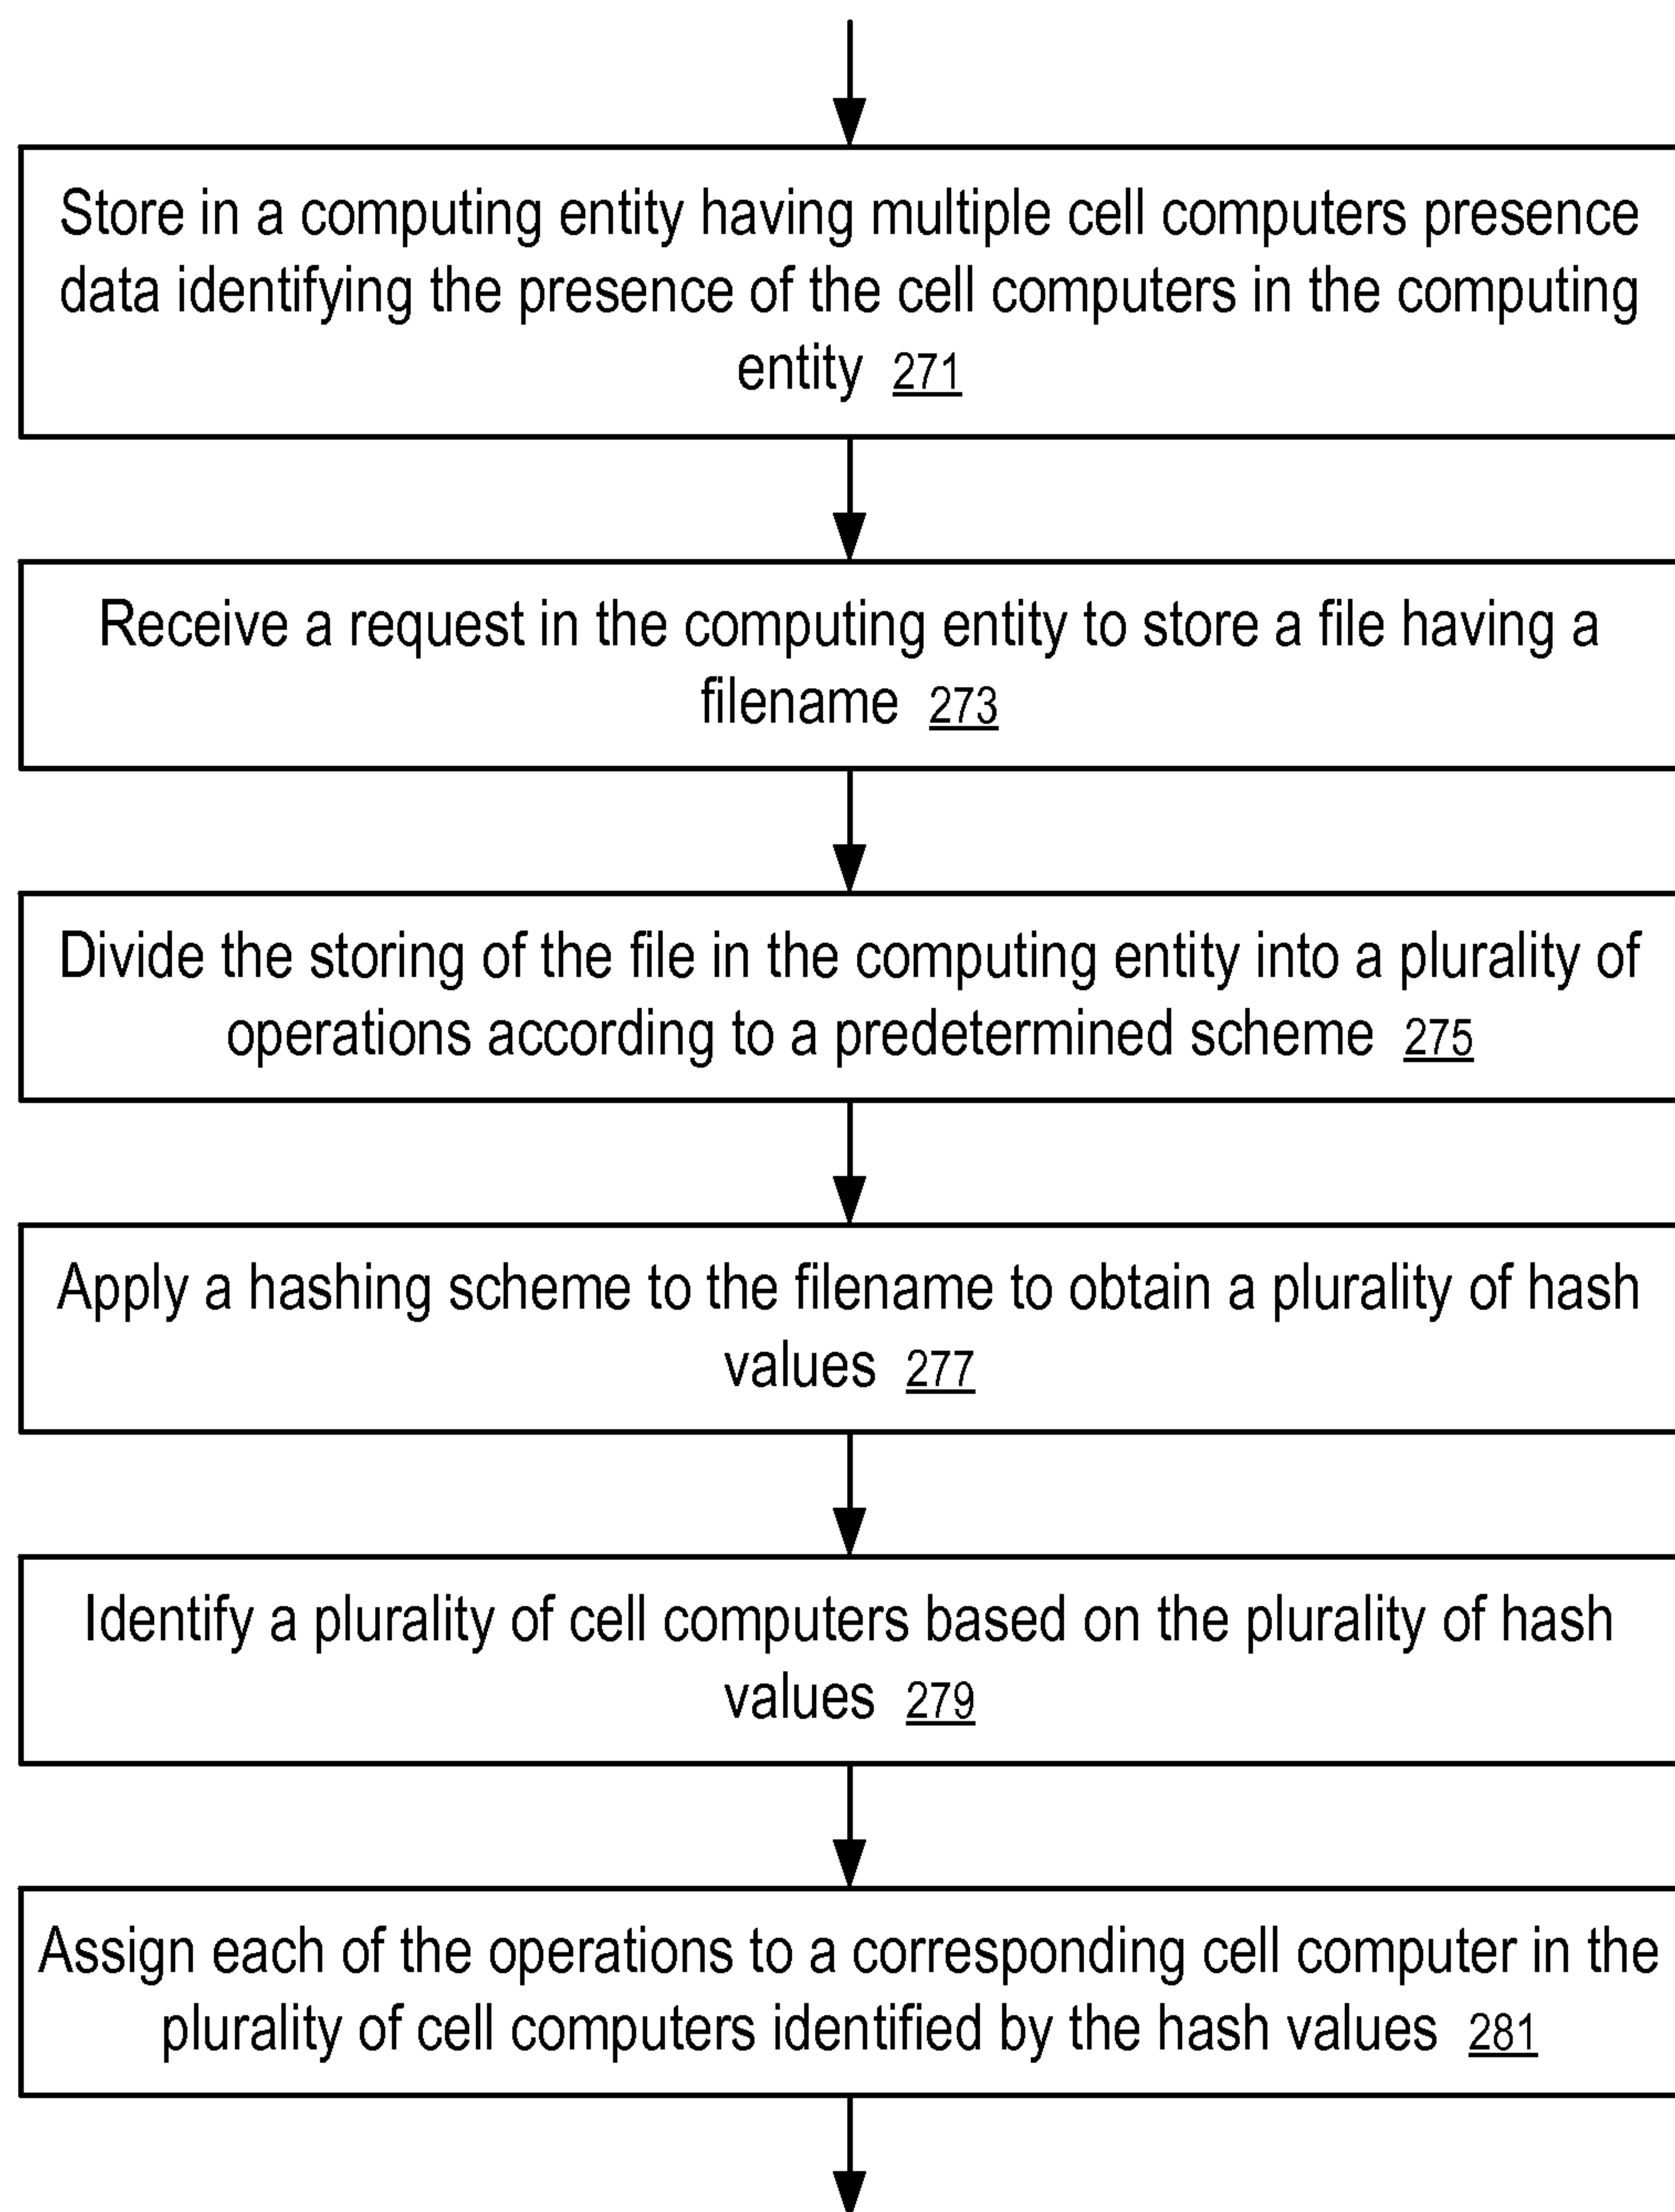 Store in a computing entity having multiple cell computers presence
data identifying the presence of the cell computers in the computing
entity 271
Receive a request in the computing entity to store a file having a
filename 273
Divide the storing of the file in the computing entity into a plurality of
operations according to a predetermined scheme 275
Apply a hashing scheme to the filename to obtain a plurality of hash
values 277
Identify a plurality of cell computers based on the plurality of hash
values 279
Assign each of the operations to a corresponding cell computer in the
plurality of cell computers identified by the hash values 281